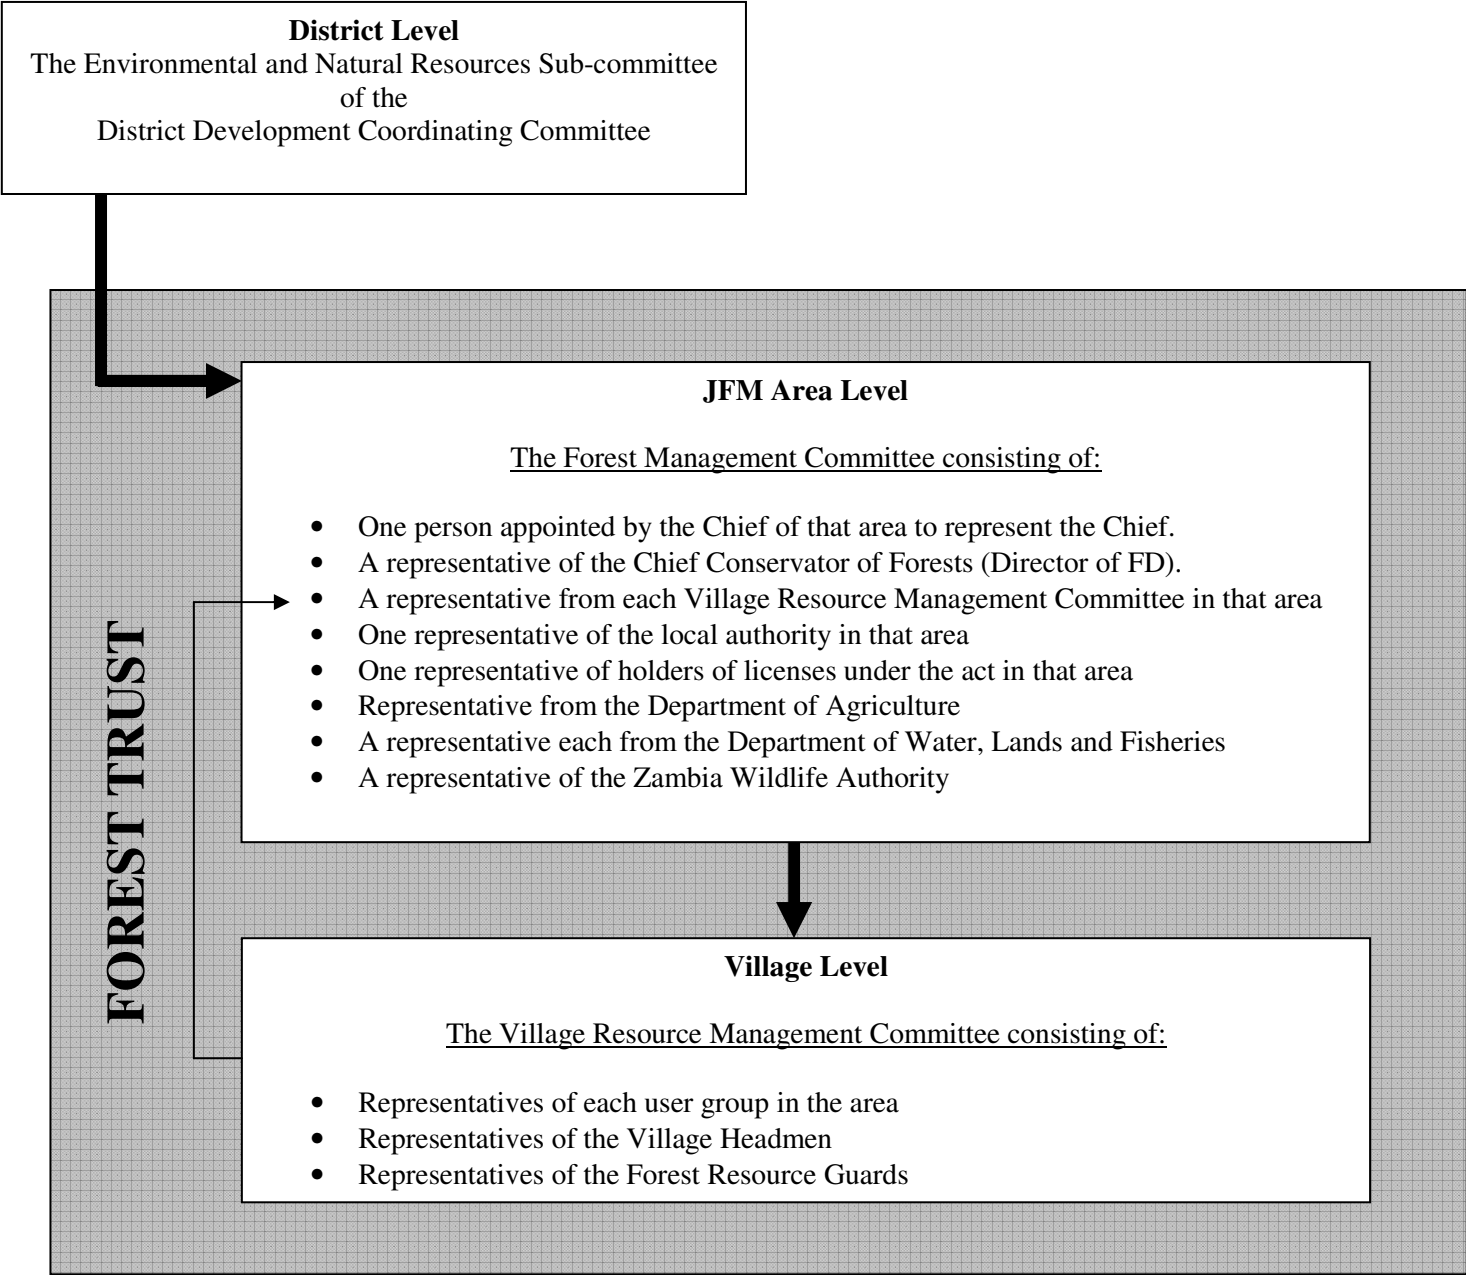 District Level
The Environmental and Natural Resources Sub-committee
of the
District Development Coordinating Committee
JFM Area Level
The Forest Management Committee consisting of:
• One person appointed by the Chief of that area to represent the Chief.
• A representative of the Chief Conservator of Forests (Director of FD).
• A representative from each Village Resource Management Committee in that area
• One representative of the local authority in that area
• One representative of holders of licenses under the act in that area
• Representative from the Department of Agriculture
• A representative each from the Department of Water, Lands and Fisheries
• A representative of the Zambia Wildlife Authority
FOREST TRUST
Village Level
The Village Resource Management Committee consisting of:
• Representatives of each user group in the area
• Representatives of the Village Headmen
• Representatives of the Forest Resource Guards